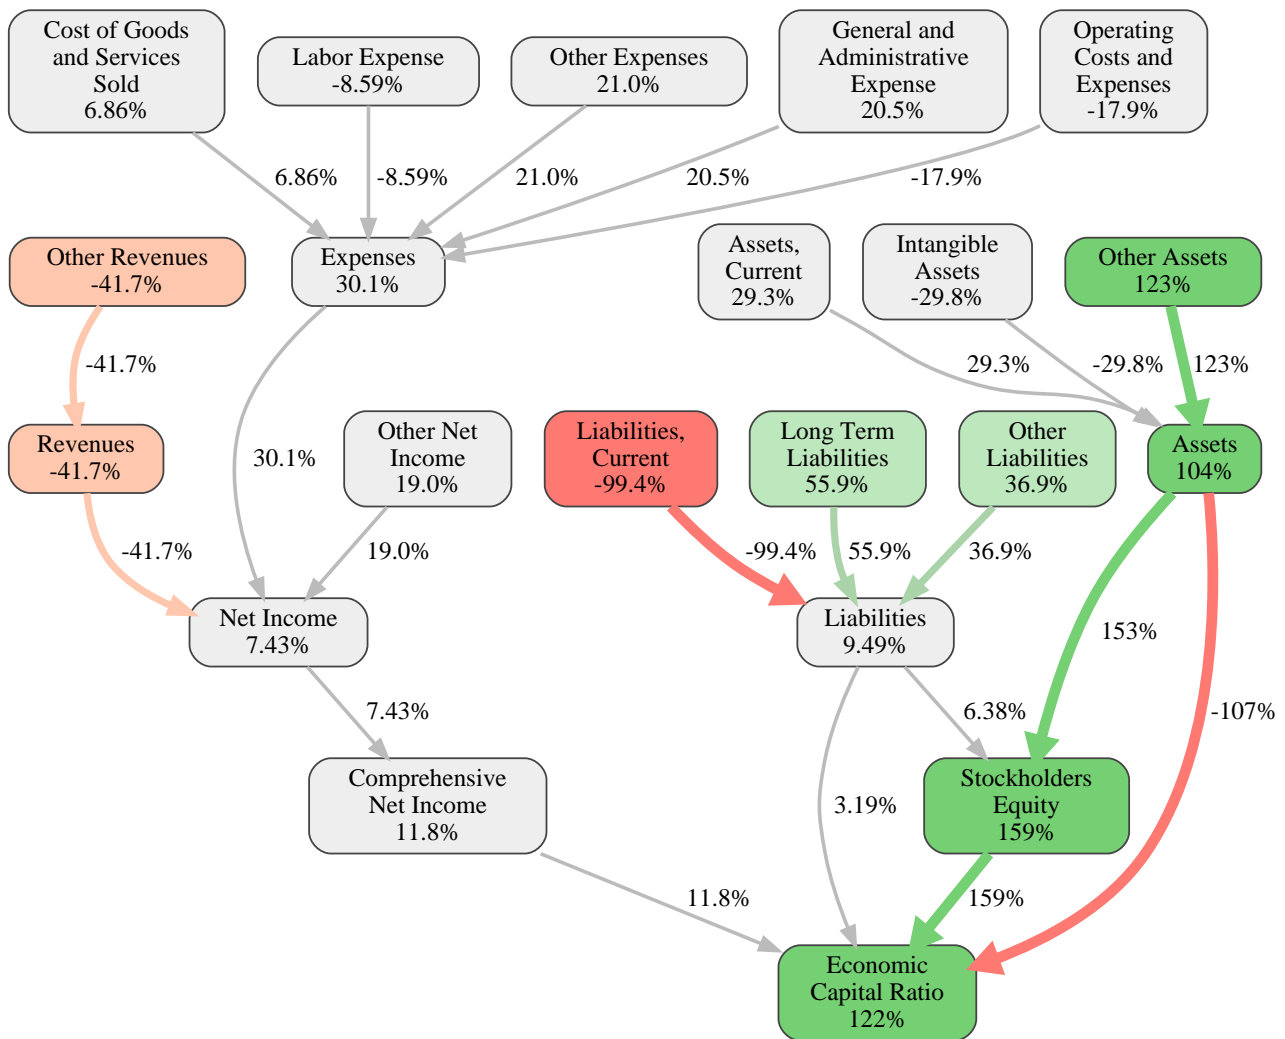 Cost of Goods
and Services
Sold
6.86%
Labor Expense
-8.59%
Other Expenses
21.0%
General and
Administrative
Expense
20.5%
Operating
Costs and
Expenses
-17.9%
6.86%
-8.59%
21.0%
20.5%
-17.9%
Other Revenues
-41.7%
Expenses
30.1%
Assets,
Current
29.3%
Intangible
Assets
-29.8%
Other Assets
123%
-41.7%
29.3%
-29.8%
123%
Revenues
-41.7%
30.1%
Other Net
Income
19.0%
Liabilities,
Current
-99.4%
Long Term
Liabilities
55.9%
Other
Liabilities
36.9%
Assets
104%
-41.7%
19.0%
-99.4%
55.9%
36.9%
Net Income
7.43%
Liabilities
9.49%
153%
7.43%
6.38%
-107%
Comprehensive
Net Income
11.8%
3.19%
Stockholders
Equity
159%
11.8%
159%
Economic
Capital Ratio
122%